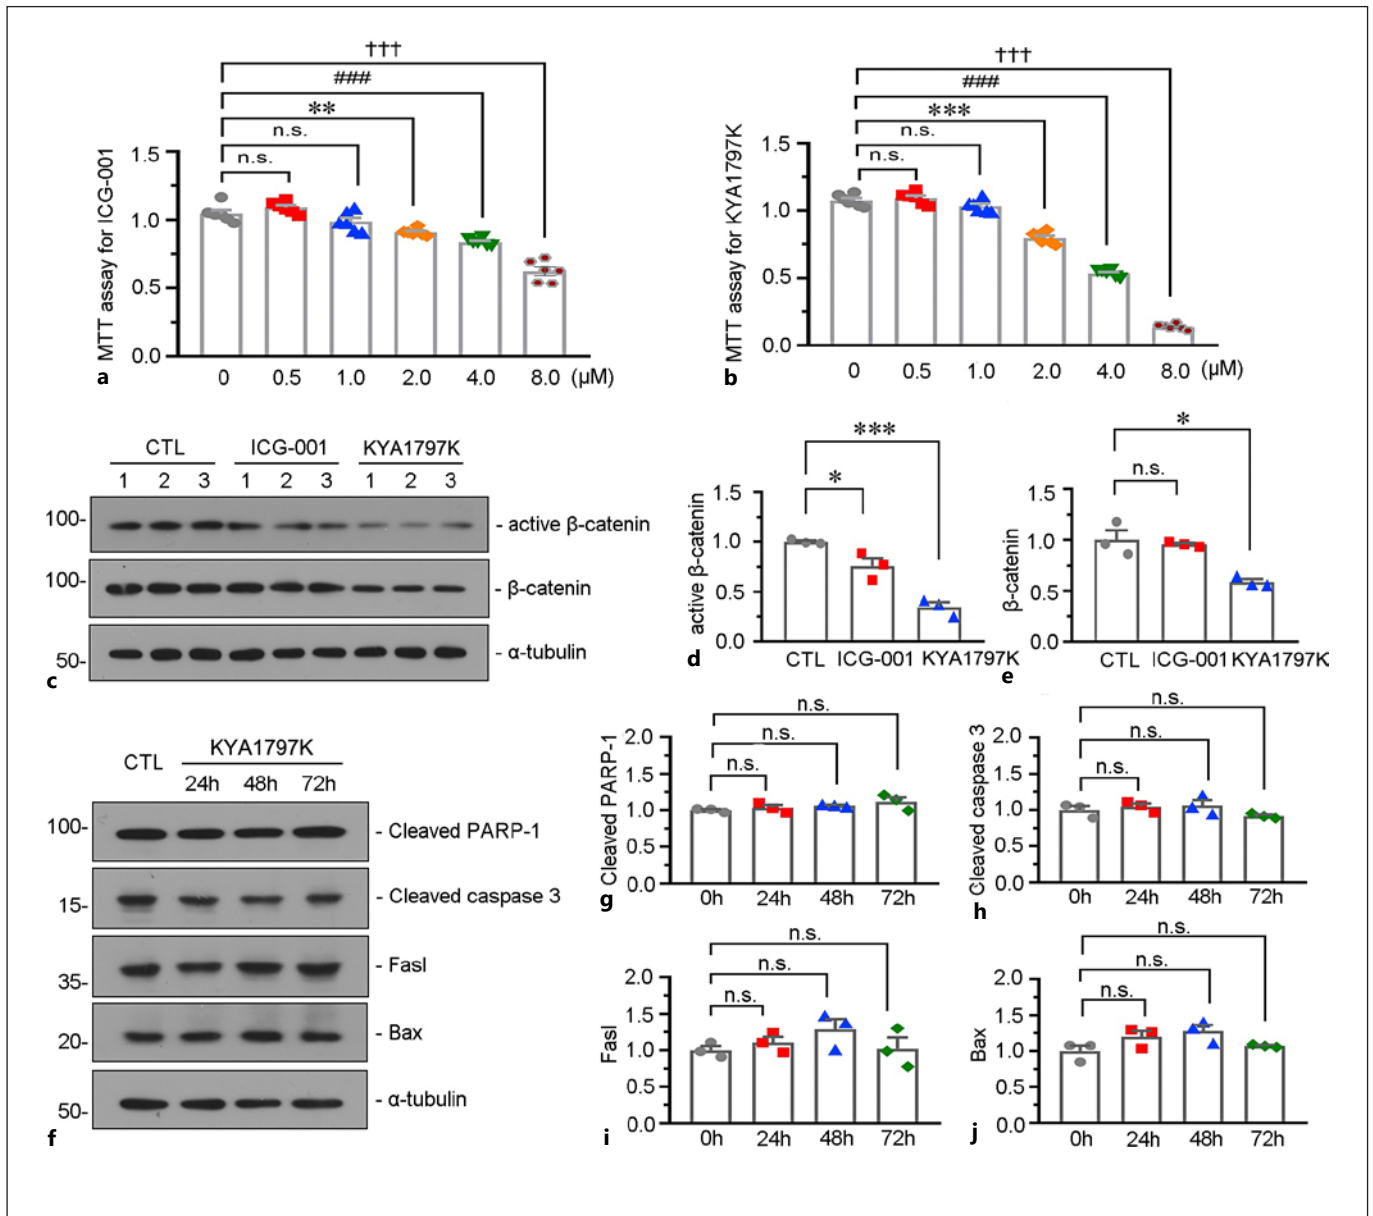 †††
###
**
n.s.
n.s.
MTT assay for ICG-001
1.5
1.0
0.5
0.0
0 0.5 1.0 2.0 4.0 8.0 (μM)
a
†††
###
***
n.s.
n.s.
MTT assay for KYA1797K
1.5
1.0
0.5
0.0
0 0.5 1.0 2.0 4.0 8.0 (μM)
b
CTL ICG-001 KYA1797K
1 2 3 1 2 3 1 2 3
100- - active β-catenin
100- - β-catenin
50- - α-tubulin
c
***
*
active β-catenin
1.5
1.0
0.5
0.0
CTL ICG-001 KYA1797K
d
*
n.s.
β-catenin
1.5
1.0
0.5
0.0
CTL ICG-001 KYA1797K
e
CTL KYA1797K
24h 48h 72h
100- - Cleaved PARP-1
15- - Cleaved caspase 3
35- - Fasl
20- - Bax
50- - α-tubulin
f
n.s.
n.s.
n.s.
Cleaved PARP-1
2.0
1.5
1.0
0.5
0.0
0h 24h 48h 72h
g
n.s.
n.s.
n.s.
Cleaved caspase 3
2.0
1.5
1.0
0.5
0.0
0h 24h 48h 72h
h
n.s.
n.s.
n.s.
Fasl
2.0
1.5
1.0
0.5
0.0
0h 24h 48h 72h
i
n.s.
n.s.
n.s.
Bax
2.0
1.5
1.0
0.5
0.0
0h 24h 48h 72h
j